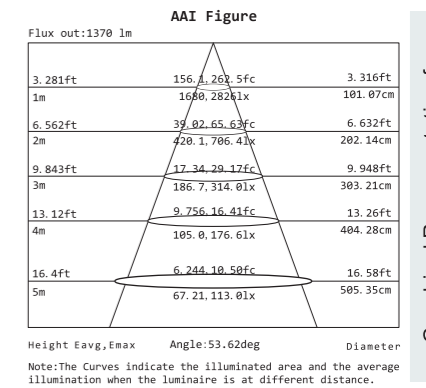 AAI Figure
Flux out:1370 lm
3.281ft 156.1,262.5fc 3.316ft
1m 1680,2826lx 101.07cm
6.562ft 39.02,65.63fc 6.632ft
2m 420.1,706.4lx 202.14cm
9.843ft 17.34,29.17fc 9.948ft
3m 186.7,314.0lx 303.21cm
13.12ft 9.756,16.41fc 13.26ft
4m 105.0,176.6lx 404.28cm
16.4ft 6.244,10.50fc 16.58ft
5m 67.21,113.0lx 505.35cm
Height Eavg,Emax Angle:53.62deg Diameter
Note:The Curves indicate the illuminated area and the average
illumination when the luminaire is at different distance.